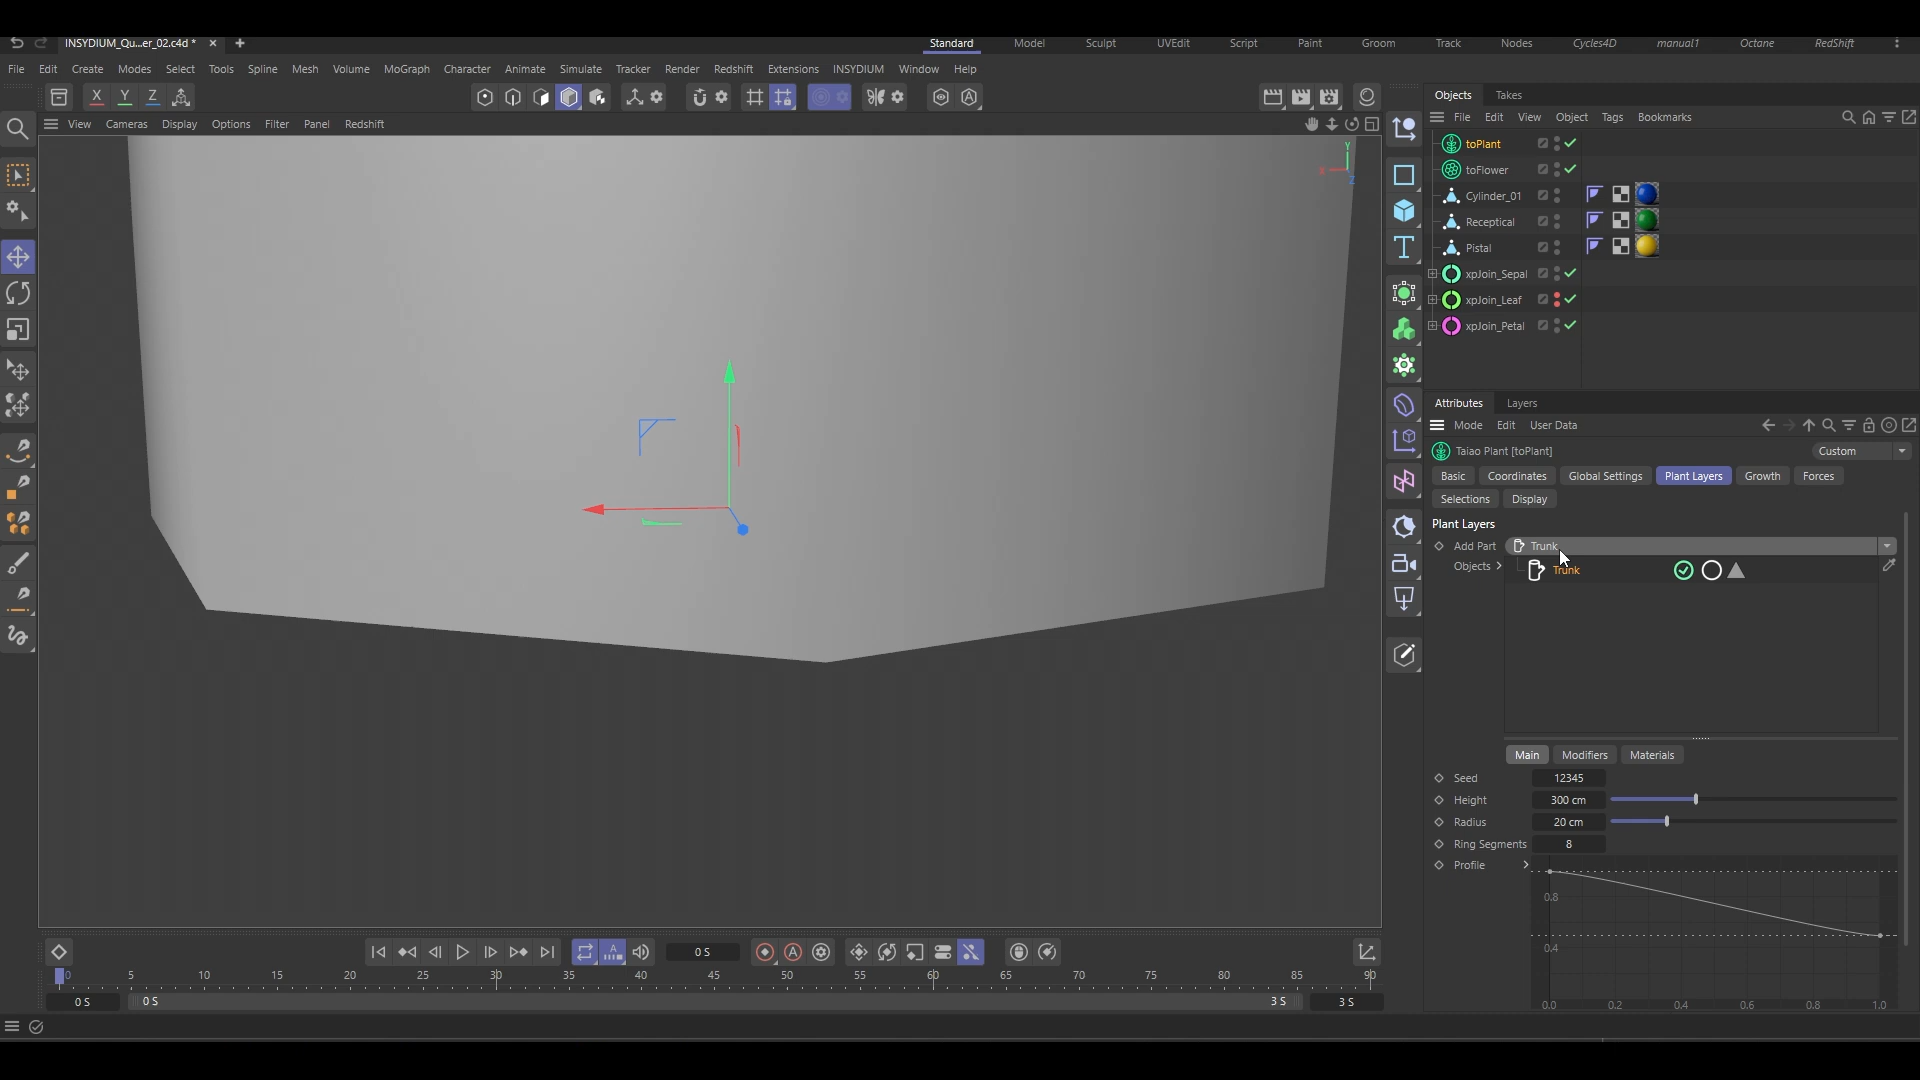 INSYDIUM_Qu...er_02.c4d *
Standard Model Sculpt UVEdit Script Paint Groom Track Nodes Cycles4D manual1 Octane RedShift
File Edit Create Modes Select Tools Spline Mesh Volume MoGraph Character Animate Simulate Tracker Render Redshift Extensions INSYDIUM Window Help
X Y Z
Objects Takes
View Cameras Display Options Filter Panel Redshift
File Edit View Object Tags Bookmarks
toPlant
toFlower
Cylinder_01
Receptical
Pistal
xpJoin_Sepal
xpJoin_Leaf
xpJoin_Petal
Y
X
Z
Attributes Layers
Mode Edit User Data
Taiao Plant [toPlant] Custom
Basic Coordinates Global Settings Plant Layers Growth Forces
Selections Display
Plant Layers
Add Part Trunk
Objects Trunk
Main Modifiers Materials
Seed 12345
Height 300 cm
Radius 20 cm
Ring Segments 8
Profile
0.8
0.4
0.0 0.2 0.4 0.6 0.8 1.0
0 S
0 5 10 15 20 25 30 35 40 45 50 55 60 65 70 75 80 85 90
0 S 0 S 3 S 3 S